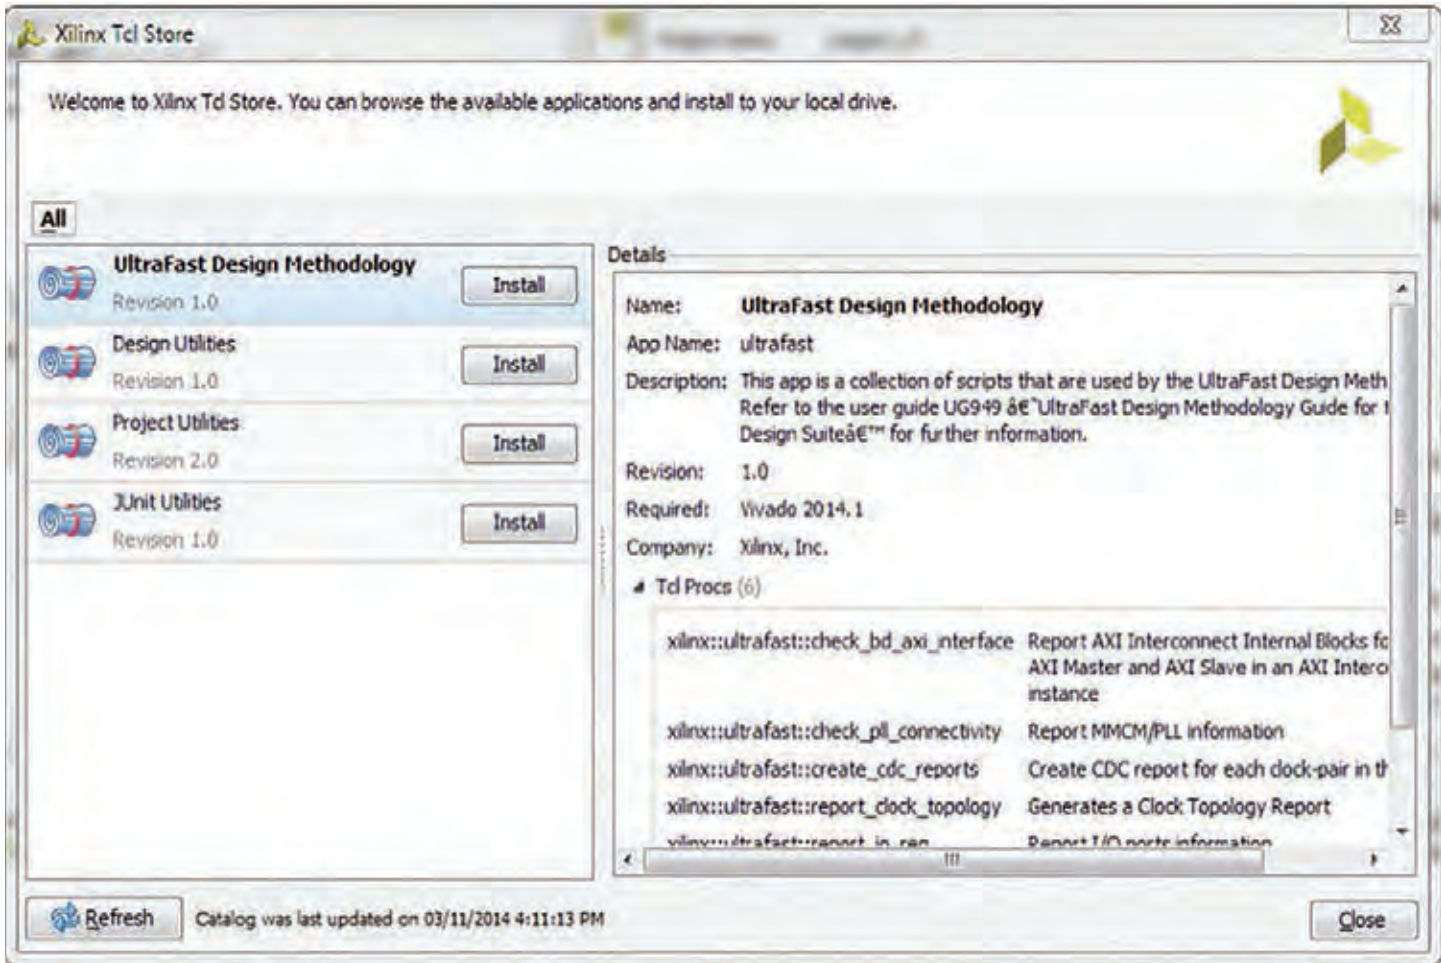 Xilinx Tcl Store
Welcome to Xilinx Tcl Store. You can browse the available applications and install to your local drive.
All
UltraFast Design Methodology
Revision 1.0
Install
Design Utilities
Revision 1.0
Install
Project Utilities
Revision 2.0
Install
JUnit Utilities
Revision 1.0
Install
Details
Name: UltraFast Design Methodology
App Name: ultrafast
Description: This app is a collection of scripts that are used by the UltraFast Design Meth
Refer to the user guide UG949 â€˜UltraFast Design Methodology Guide for t
Design Suiteâ€™ for further information.
Revision: 1.0
Required: Vivado 2014.1
Company: Xilinx, Inc.
Tcl Procs (6)
xilinx::ultrafast::check_bd_axi_interface Report AXI Interconnect Internal Blocks fo
AXI Master and AXI Slave in an AXI Interco
instance
xilinx::ultrafast::check_pll_connectivity Report MMCM/PLL information
xilinx::ultrafast::create_cdc_reports Create CDC report for each clock-pair in th
xilinx::ultrafast::report_clock_topology Generates a Clock Topology Report
xilinx::ultrafast::report_io_reg Report I/O ports information
Refresh
Catalog was last updated on 03/11/2014 4:11:13 PM
Close